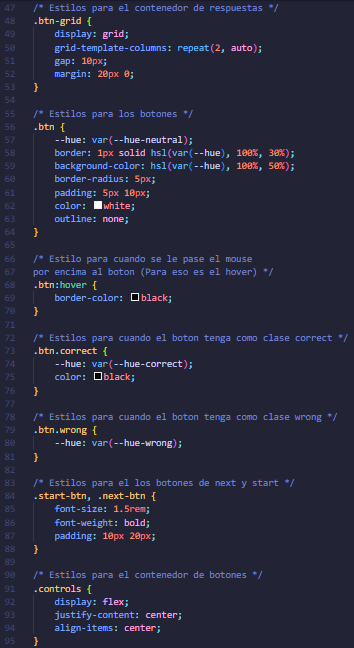 47 /* Estilos para el contenedor de respuestas */
48 .btn-grid {
49     display: grid;
50     grid-template-columns: repeat(2, auto);
51     gap: 10px;
52     margin: 20px 0;
53 }
54
55 /* Estilos para los botones */
56 .btn {
57     --hue: var(--hue-neutral);
58     border: 1px solid hsl(var(--hue), 100%, 30%);
59     background-color: hsl(var(--hue), 100%, 50%);
60     border-radius: 5px;
61     padding: 5px 10px;
62     color: white;
63     outline: none;
64 }
65
66 /* Estilo para cuando se le pase el mouse
67 por encima al boton (Para eso es el hover) */
68 .btn:hover {
69     border-color: black;
70 }
71
72 /* Estilos para cuando el boton tenga como clase correct */
73 .btn.correct {
74     --hue: var(--hue-correct);
75     color: black;
76 }
77
78 /* Estilos para cuando el boton tenga como clase wrong */
79 .btn.wrong {
80     --hue: var(--hue-wrong);
81 }
82
83 /* Estilos para el los botones de next y start */
84 .start-btn, .next-btn {
85     font-size: 1.5rem;
86     font-weight: bold;
87     padding: 10px 20px;
88 }
89
90 /* Estilos para el contenedor de botones */
91 .controls {
92     display: flex;
93     justify-content: center;
94     align-items: center;
95 }